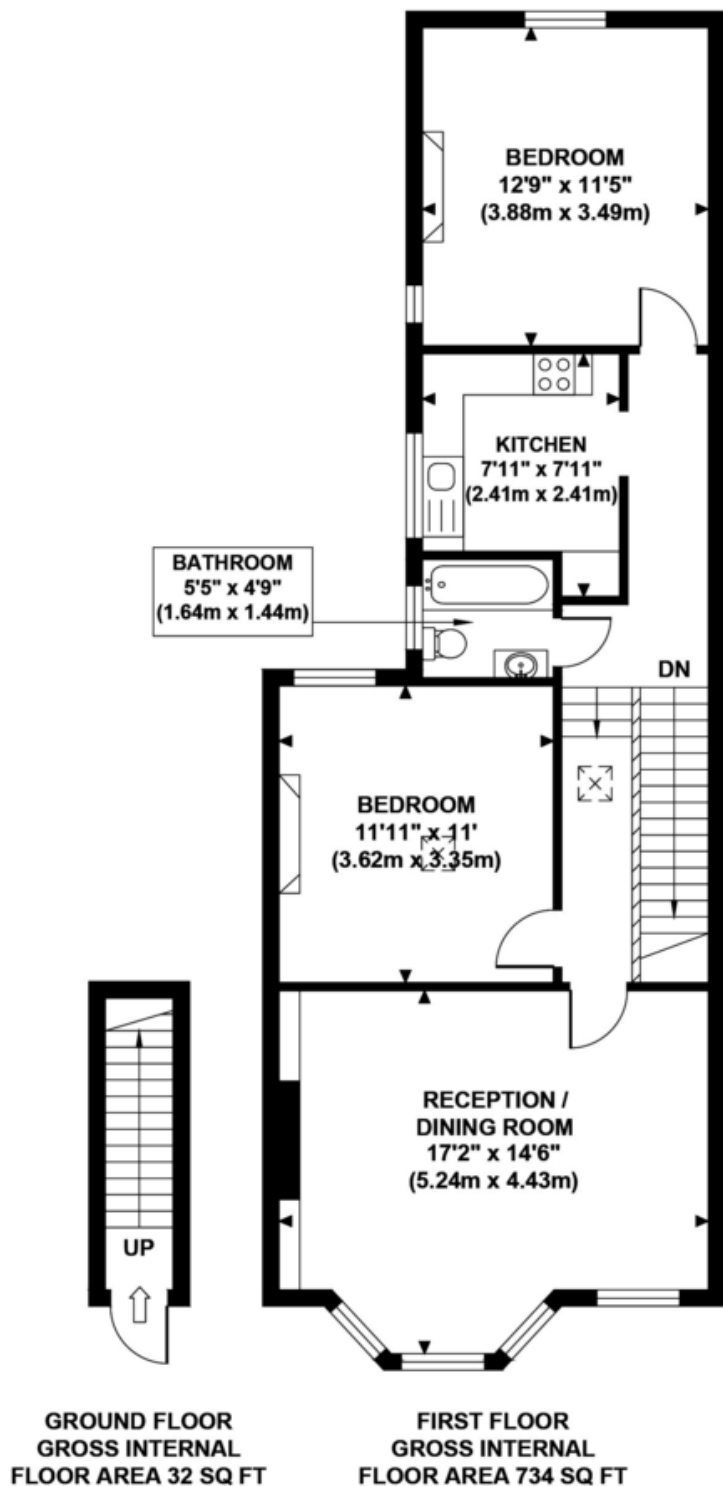 BEDROOM
12'9" x 11'5"
(3.88m x 3.49m)
KITCHEN
7'11" x 7'11"
(2.41m x 2.41m)
BATHROOM
5'5" x 4'9"
(1.64m x 1.44m)
DN
BEDROOM
11'11" x 11'
(3.62m x 3.35m)
RECEPTION /
DINING ROOM
17'2" x 14'6"
(5.24m x 4.43m)
UP
GROUND FLOOR
GROSS INTERNAL
FLOOR AREA 32 SQ FT
FIRST FLOOR
GROSS INTERNAL
FLOOR AREA 734 SQ FT